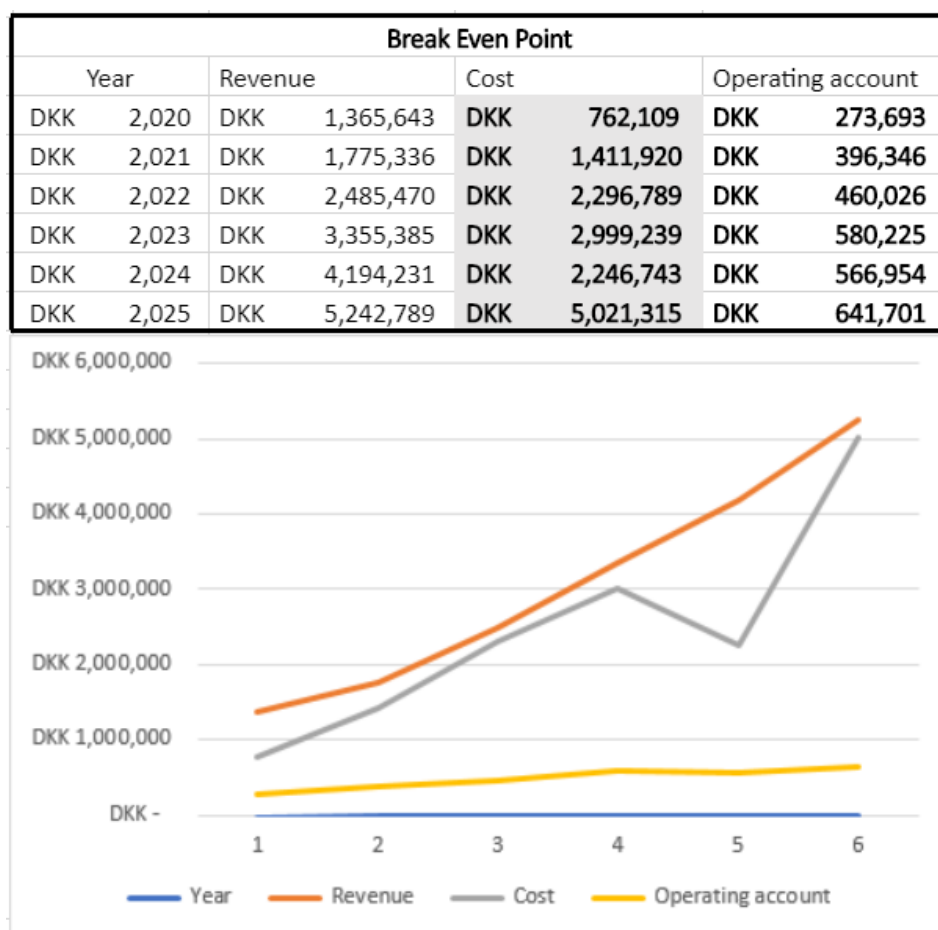 Break Even Point
Year Revenue Cost Operating account
DKK 2,020 DKK 1,365,643 DKK 762,109 DKK 273,693
DKK 2,021 DKK 1,775,336 DKK 1,411,920 DKK 396,346
DKK 2,022 DKK 2,485,470 DKK 2,296,789 DKK 460,026
DKK 2,023 DKK 3,355,385 DKK 2,999,239 DKK 580,225
DKK 2,024 DKK 4,194,231 DKK 2,246,743 DKK 566,954
DKK 2,025 DKK 5,242,789 DKK 5,021,315 DKK 641,701
DKK 6,000,000
DKK 5,000,000
DKK 4,000,000
DKK 3,000,000
DKK 2,000,000
DKK 1,000,000
DKK -
1 2 3 4 5 6
Year Revenue Cost Operating account